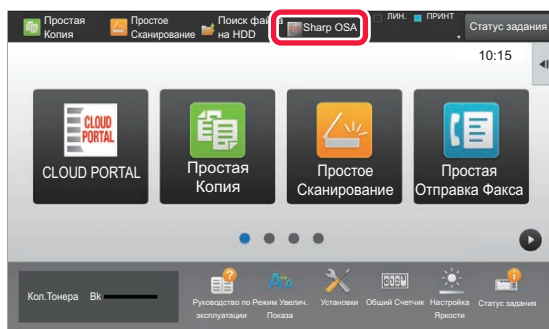 Простая
Копия
Простое
Сканирование
Поиск файла
на HDD
Sharp OSA
ЛИН.
ПРИНТ
Статус задания
10:15
CLOUD
PORTAL
CLOUD PORTAL
Простая
Копия
Простое
Сканирование
Простая
Отправка Факса
Кол.Тонера Bk
Руководство по
эксплуатации
Режим Увелич.
Показа
Установки
Общий Счетчик
Настройка
Яркости
Статус задания